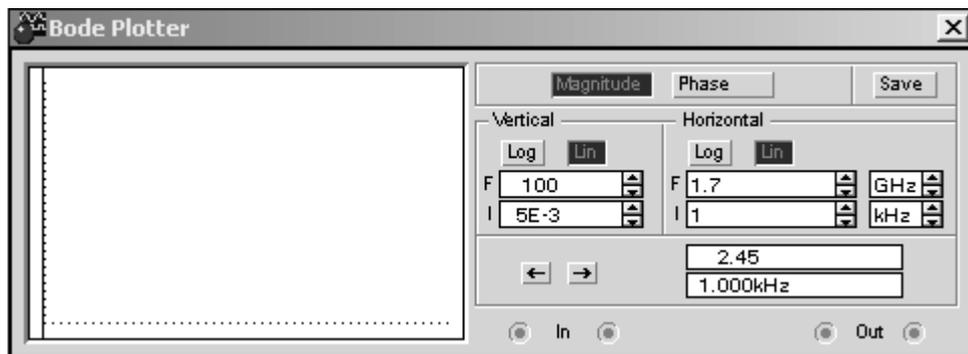 Bode Plotter
Magnitude Phase Save
Vertical Horizontal
Log Lin Log Lin
F 100 F 1.7 GHz
I 5E-3 I 1 kHz
← → 2.45
1.000kHz
In Out